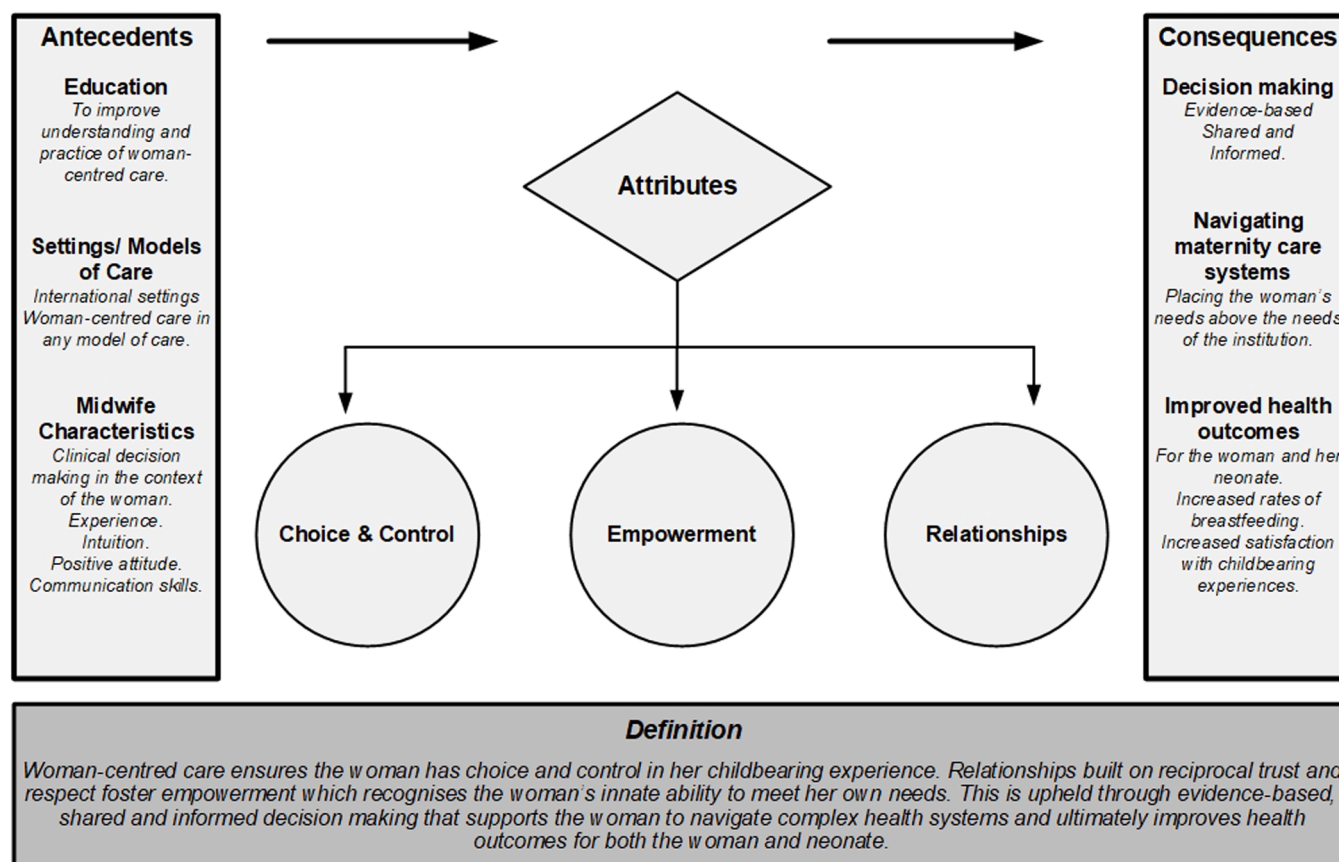 Antecedents
Education
To improve
understanding and
practice of woman-
centred care.
Settings/ Models
of Care
International settings
Woman-centred care in
any model of care.
Midwife
Characteristics
Clinical decision
making in the context
of the woman.
Experience.
Intuition.
Positive attitude.
Communication skills.
Attributes
Choice & Control
Empowerment
Relationships
Consequences
Decision making
Evidence-based
Shared and
Informed.
Navigating
maternity care
systems
Placing the woman's
needs above the needs
of the institution.
Improved health
outcomes
For the woman and her
neonate.
Increased rates of
breastfeeding.
Increased satisfaction
with childbearing
experiences.
Definition
Woman-centred care ensures the woman has choice and control in her childbearing experience. Relationships built on reciprocal trust and
respect foster empowerment which recognises the woman's innate ability to meet her own needs. This is upheld through evidence-based,
shared and informed decision making that supports the woman to navigate complex health systems and ultimately improves health
outcomes for both the woman and neonate.